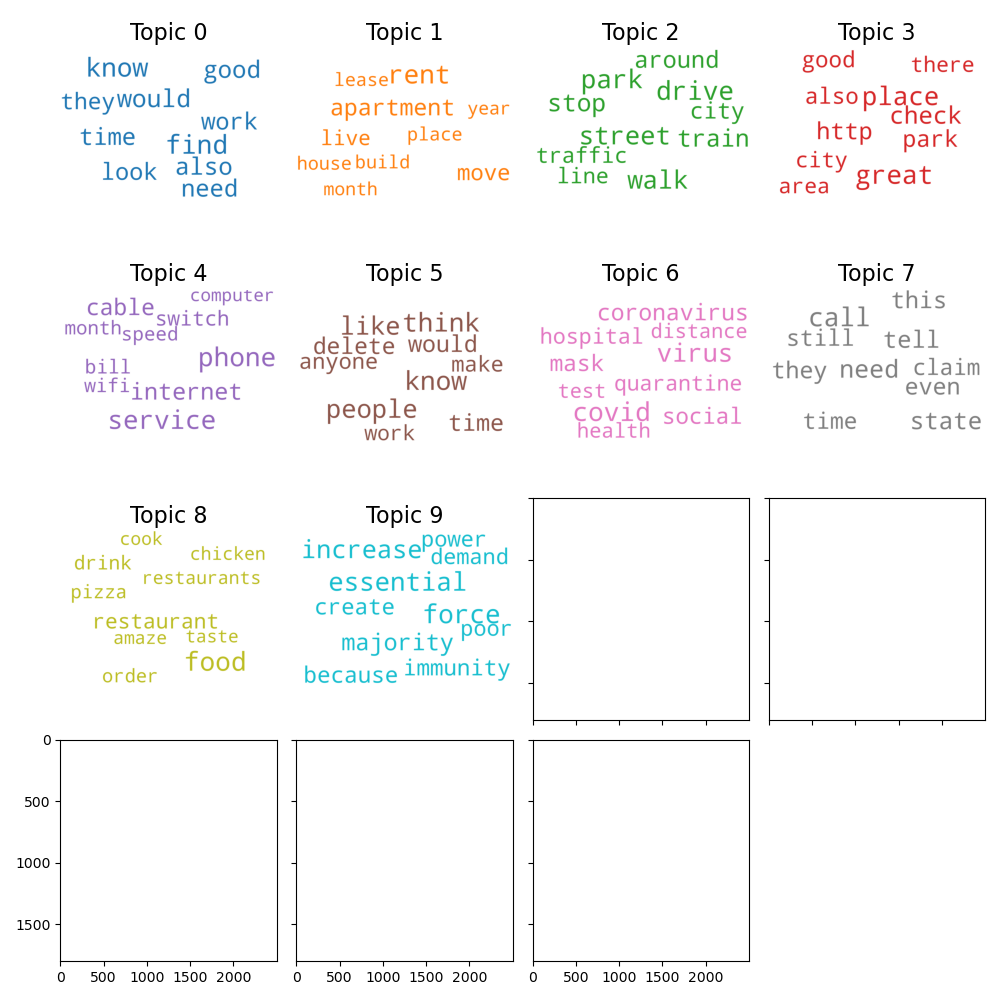 Topic 0
know
good
they would
work
time
find
also
look
need
Topic 1
lease rent
apartment year
live place
house build
month move
Topic 2
around
park
drive
stop
city
street train
traffic
line walk
Topic 3
good
there
also place
check
http
park
city
area great
Topic 4
computer
cable
switch
month
speed
phone
bill
wifi internet
service
Topic 5
like think
delete would
anyone make
know
people
time
work
Topic 6
coronavirus
hospital distance
virus
mask
test quarantine
covid social
health
Topic 7
this
call
still tell
they need claim
even
time state
Topic 8
cook
chicken
drink
restaurants
pizza
restaurant
amaze taste
food
order
Topic 9
power
increase
demand
essential
create
force
poor
majority
immunity
because
0
500
1000
1500
0 500 1000 1500 2000
0 500 1000 1500 2000
0 500 1000 1500 2000